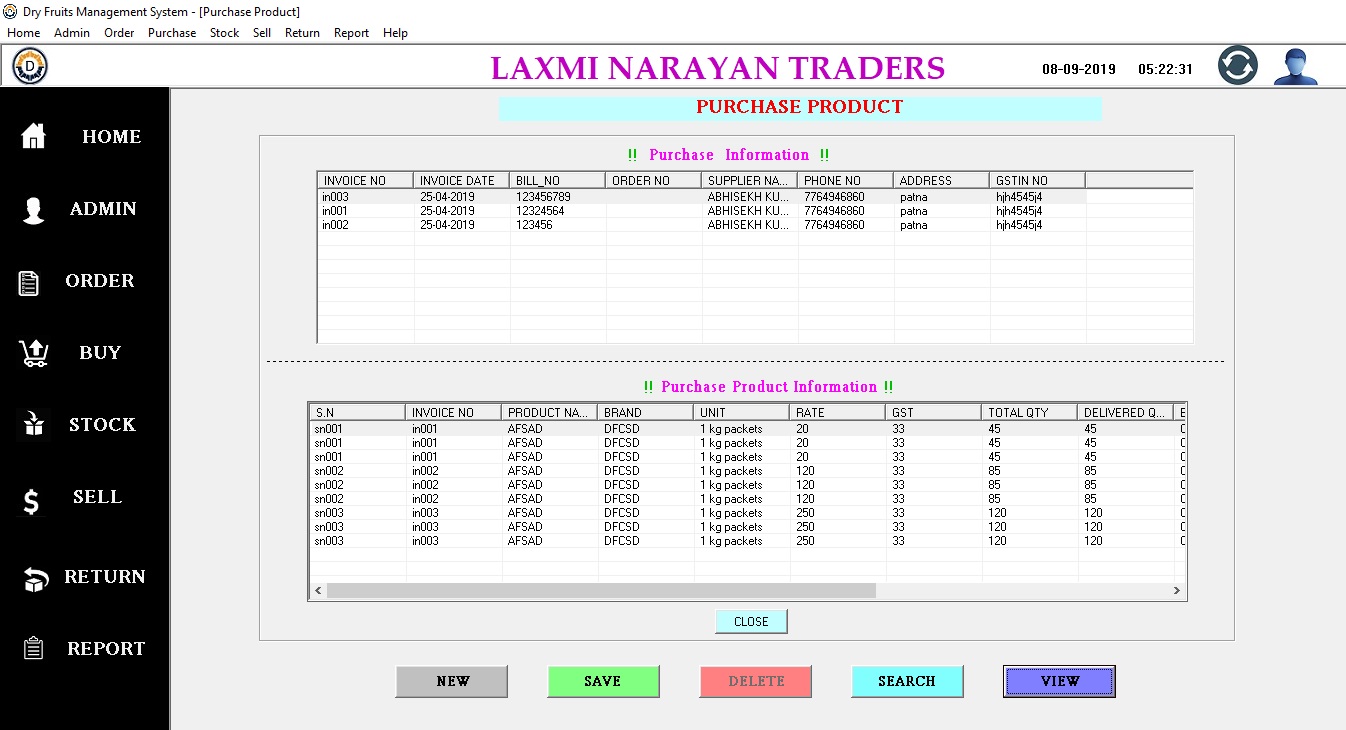 Dry Fruits Management System - [Purchase Product]
Home Admin Order Purchase Stock Sell Return Report Help
D LAXMI NARAYAN TRADERS 08-09-2019 05:22:31
PURCHASE PRODUCT
HOME
ADMIN
ORDER
BUY
STOCK
SELL
RETURN
REPORT
!! Purchase Information !!
INVOICE NO INVOICE DATE BILL_NO ORDER NO SUPPLIER NA... PHONE NO ADDRESS GSTIN NO
in003 25-04-2019 123456789 ABHISEKH KU... 7764946860 patna hjh4545j4
in001 25-04-2019 12324564 ABHISEKH KU... 7764946860 patna hjh4545j4
in002 25-04-2019 123456 ABHISEKH KU... 7764946860 patna hjh4545j4
!! Purchase Product Information !!
S.N INVOICE NO PRODUCT NA... BRAND UNIT RATE GST TOTAL QTY DELIVERED Q...
sn001 in001 AFSAD DFCSD 1 kg packets 20 33 45 45
sn001 in001 AFSAD DFCSD 1 kg packets 20 33 45 45
sn001 in001 AFSAD DFCSD 1 kg packets 20 33 45 45
sn002 in002 AFSAD DFCSD 1 kg packets 120 33 85 85
sn002 in002 AFSAD DFCSD 1 kg packets 120 33 85 85
sn002 in002 AFSAD DFCSD 1 kg packets 120 33 85 85
sn003 in003 AFSAD DFCSD 1 kg packets 250 33 120 120
sn003 in003 AFSAD DFCSD 1 kg packets 250 33 120 120
sn003 in003 AFSAD DFCSD 1 kg packets 250 33 120 120
CLOSE
NEW SAVE DELETE SEARCH VIEW